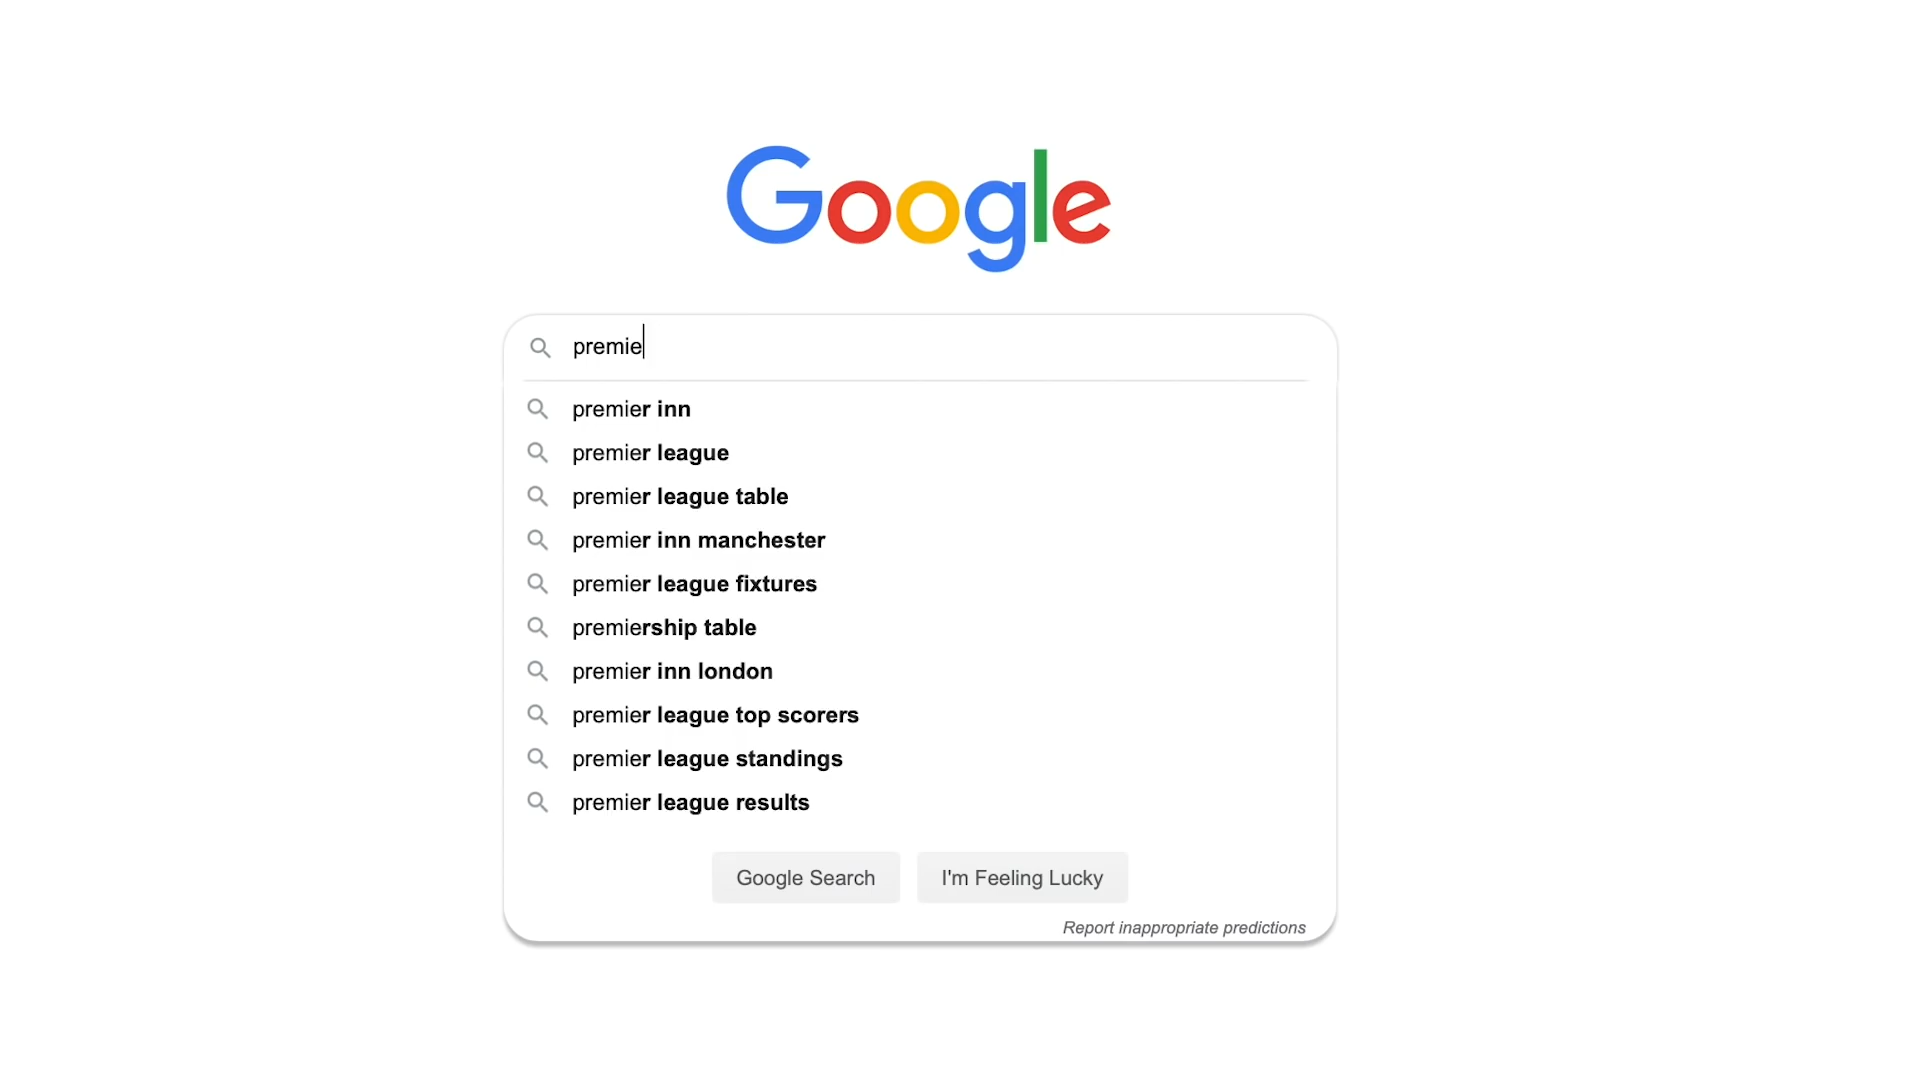 Google
premie
premier inn
premier league
premier league table
premier inn manchester
premier league fixtures
premiership table
premier inn london
premier league top scorers
premier league standings
premier league results
Google Search I'm Feeling Lucky
Report inappropriate predictions